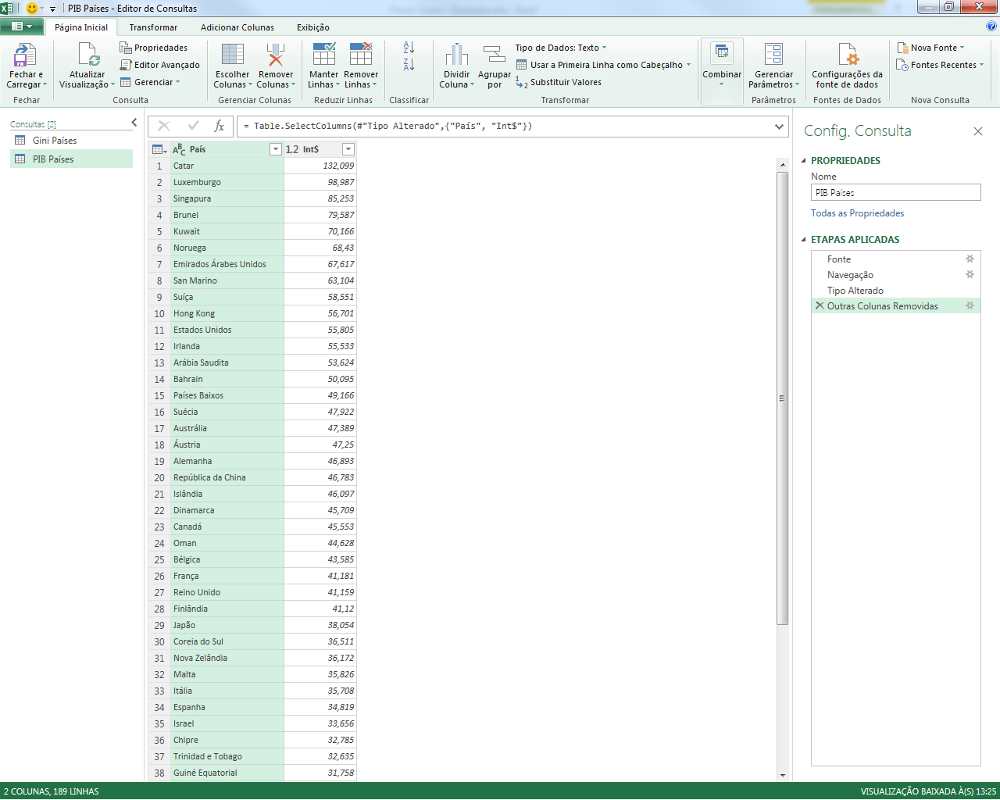 PIB Países - Editor de Consultas
Página Inicial Transformar Adicionar Colunas Exibição
Fechar e Carregar
Fechar
Atualizar Visualização
Propriedades
Editor Avançado
Gerenciar
Consulta
Escolher Colunas
Remover Colunas
Gerenciar Colunas
Manter Linhas
Remover Linhas
Reduzir Linhas
Classificar
Dividir Coluna
Agrupar por
Tipo de Dados: Texto
Usar a Primeira Linha como Cabeçalho
Substituir Valores
Transformar
Combinar
Gerenciar Parâmetros
Parâmetros
Configurações da fonte de dados
Fontes de Dados
Nova Fonte
Fontes Recentes
Nova Consulta
Consultas [2]
Gini Países
PIB Países
fx = Table.SelectColumns(#"Tipo Alterado",{"País", "Int$"})
ABC País 1.2 Int$
1 Catar 132,099
2 Luxemburgo 98,987
3 Singapura 85,253
4 Brunei 79,587
5 Kuwait 70,166
6 Noruega 68,43
7 Emirados Árabes Unidos 67,617
8 San Marino 63,104
9 Suíça 58,551
10 Hong Kong 56,701
11 Estados Unidos 55,805
12 Irlanda 55,533
13 Arábia Saudita 53,624
14 Bahrain 50,095
15 Países Baixos 49,166
16 Suécia 47,922
17 Austrália 47,389
18 Áustria 47,25
19 Alemanha 46,893
20 República da China 46,783
21 Islândia 46,097
22 Dinamarca 45,709
23 Canadá 45,553
24 Oman 44,628
25 Bélgica 43,585
26 França 41,181
27 Reino Unido 41,159
28 Finlândia 41,12
29 Japão 38,054
30 Coreia do Sul 36,511
31 Nova Zelândia 36,172
32 Malta 35,826
33 Itália 35,708
34 Espanha 34,819
35 Israel 33,656
36 Chipre 32,785
37 Trinidad e Tobago 32,635
38 Guiné Equatorial 31,758
Config. Consulta
PROPRIEDADES
Nome
PIB Países
Todas as Propriedades
ETAPAS APLICADAS
Fonte
Navegação
Tipo Alterado
Outras Colunas Removidas
2 COLUNAS, 189 LINHAS
VISUALIZAÇÃO BAIXADA À(S) 13:25